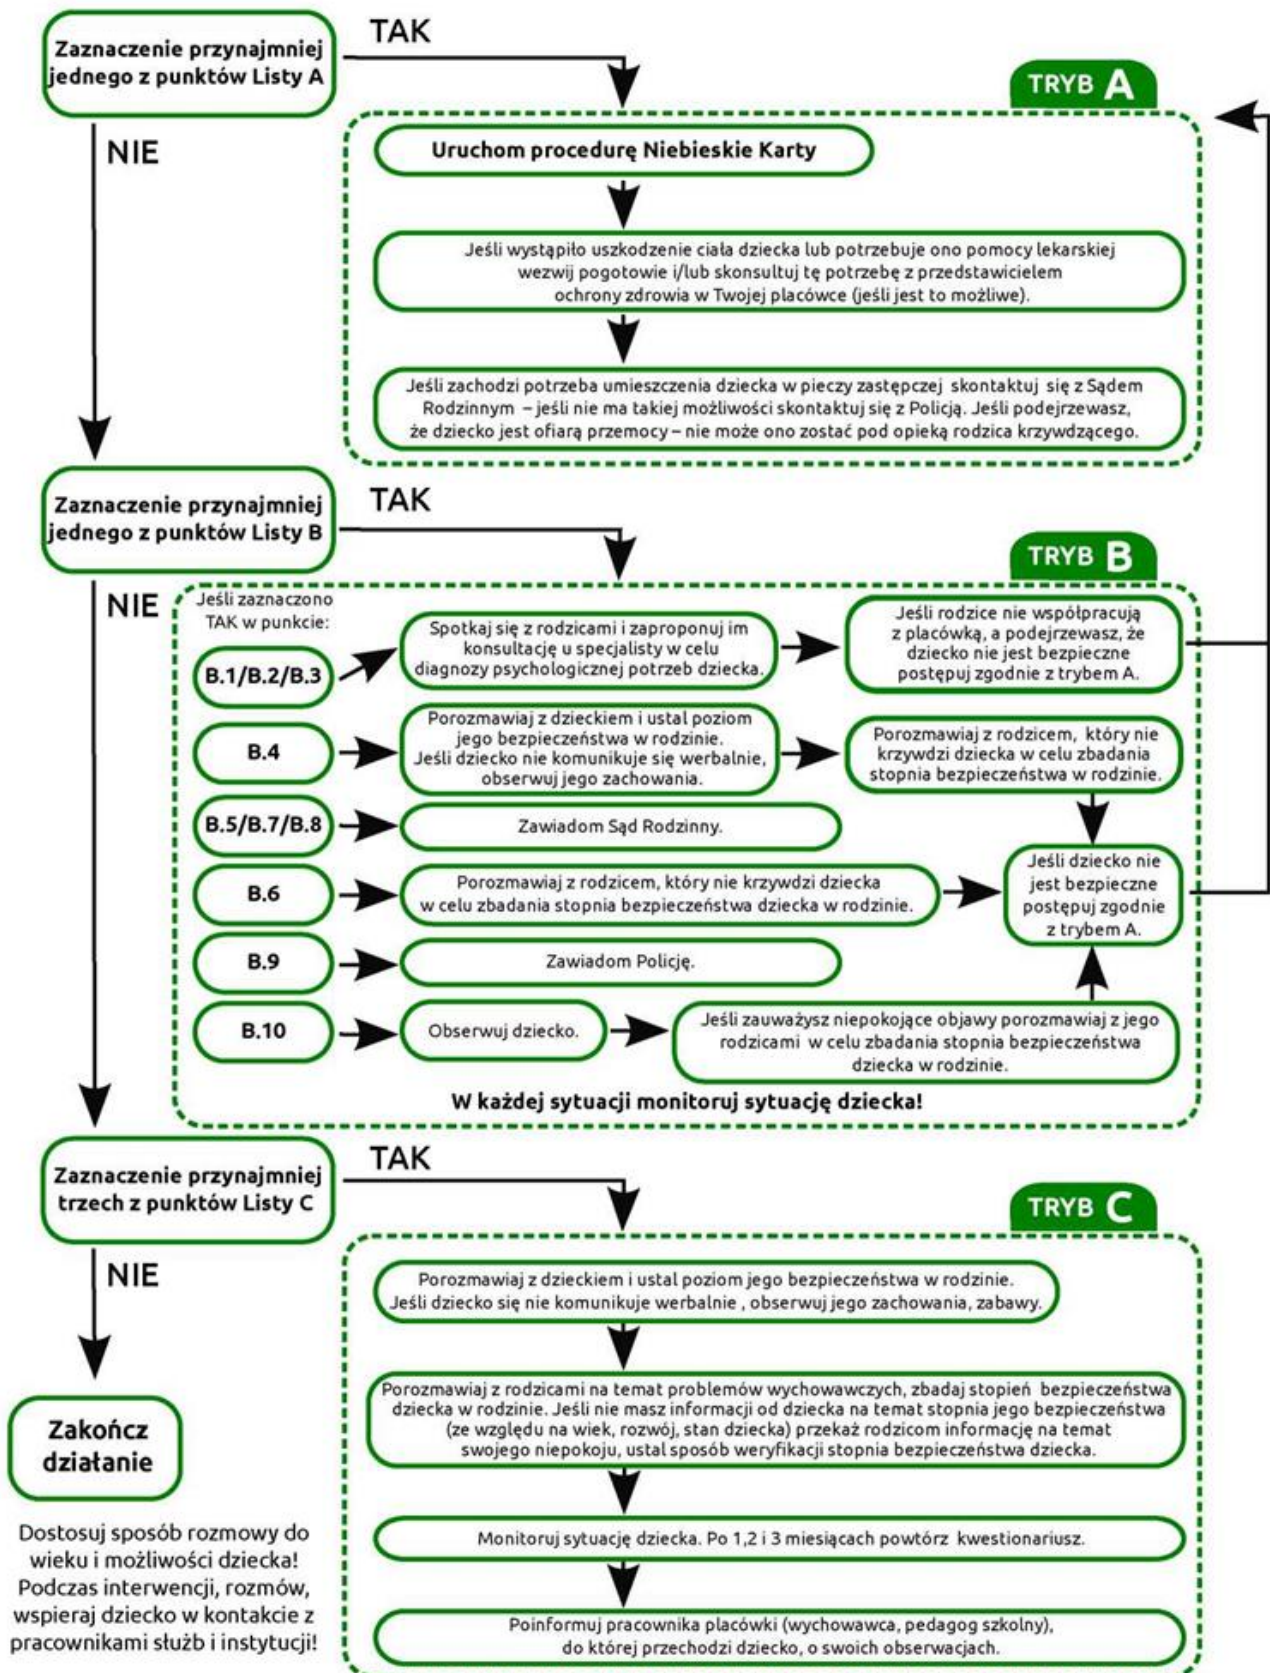 Zaznaczenie przynajmniej
jednego z punktów Listy A
TAK
NIE
TRYB A
Uruchom procedurę Niebieskie Karty
Jeśli wystąpiło uszkodzenie ciała dziecka lub potrzebuje ono pomocy lekarskiej
wezwij pogotowie i/lub skonsultuj tę potrzebę z przedstawicielem
ochrony zdrowia w Twojej placówce (jeśli jest to możliwe).
Jeśli zachodzi potrzeba umieszczenia dziecka w pieczy zastępczej skontaktuj się z Sądem
Rodzinnym – jeśli nie ma takiej możliwości skontaktuj się z Policją. Jeśli podejrzewasz,
że dziecko jest ofiarą przemocy – nie może ono zostać pod opieką rodzica krzywdzącego.
Zaznaczenie przynajmniej
jednego z punktów Listy B
TAK
NIE
TRYB B
Jeśli zaznaczono
TAK w punkcie:
B.1/B.2/B.3
Spotkaj się z rodzicami i zaproponuj im
konsultację u specjalisty w celu
diagnozy psychologicznej potrzeb dziecka.
Jeśli rodzice nie współpracują
z placówką, a podejrzewasz, że
dziecko nie jest bezpieczne
postępuj zgodnie z trybem A.
B.4
Porozmawiaj z dzieckiem i ustal poziom
jego bezpieczeństwa w rodzinie.
Jeśli dziecko nie komunikuje się werbalnie,
obserwuj jego zachowania.
Porozmawiaj z rodzicem, który nie
krzywdzi dziecka w celu zbadania
stopnia bezpieczeństwa w rodzinie.
B.5/B.7/B.8
Zawiadom Sąd Rodzinny.
B.6
Porozmawiaj z rodzicem, który nie krzywdzi dziecka
w celu zbadania stopnia bezpieczeństwa dziecka w rodzinie.
Jeśli dziecko nie
jest bezpieczne
postępuj zgodnie
z trybem A.
B.9
Zawiadom Policję.
B.10
Obserwuj dziecko.
Jeśli zauważysz niepokojące objawy porozmawiaj z jego
rodzicami w celu zbadania stopnia bezpieczeństwa
dziecka w rodzinie.
W każdej sytuacji monitoruj sytuację dziecka!
Zaznaczenie przynajmniej
trzech z punktów Listy C
TAK
NIE
TRYB C
Porozmawiaj z dzieckiem i ustal poziom jego bezpieczeństwa w rodzinie.
Jeśli dziecko się nie komunikuje werbalnie , obserwuj jego zachowania, zabawy.
Porozmawiaj z rodzicami na temat problemów wychowawczych, zbadaj stopień bezpieczeństwa
dziecka w rodzinie. Jeśli nie masz informacji od dziecka na temat stopnia jego bezpieczeństwa
(ze względu na wiek, rozwój, stan dziecka) przekaż rodzicom informację na temat
swojego niepokoju, ustal sposób weryfikacji stopnia bezpieczeństwa dziecka.
Monitoruj sytuację dziecka. Po 1,2 i 3 miesiącach powtórz kwestionariusz.
Poinformuj pracownika placówki (wychowawca, pedagog szkolny),
do której przechodzi dziecko, o swoich obserwacjach.
Zakończ
działanie
Dostosuj sposób rozmowy do
wieku i możliwości dziecka!
Podczas interwencji, rozmów,
wspieraj dziecko w kontakcie z
pracownikami służb i instytucji!